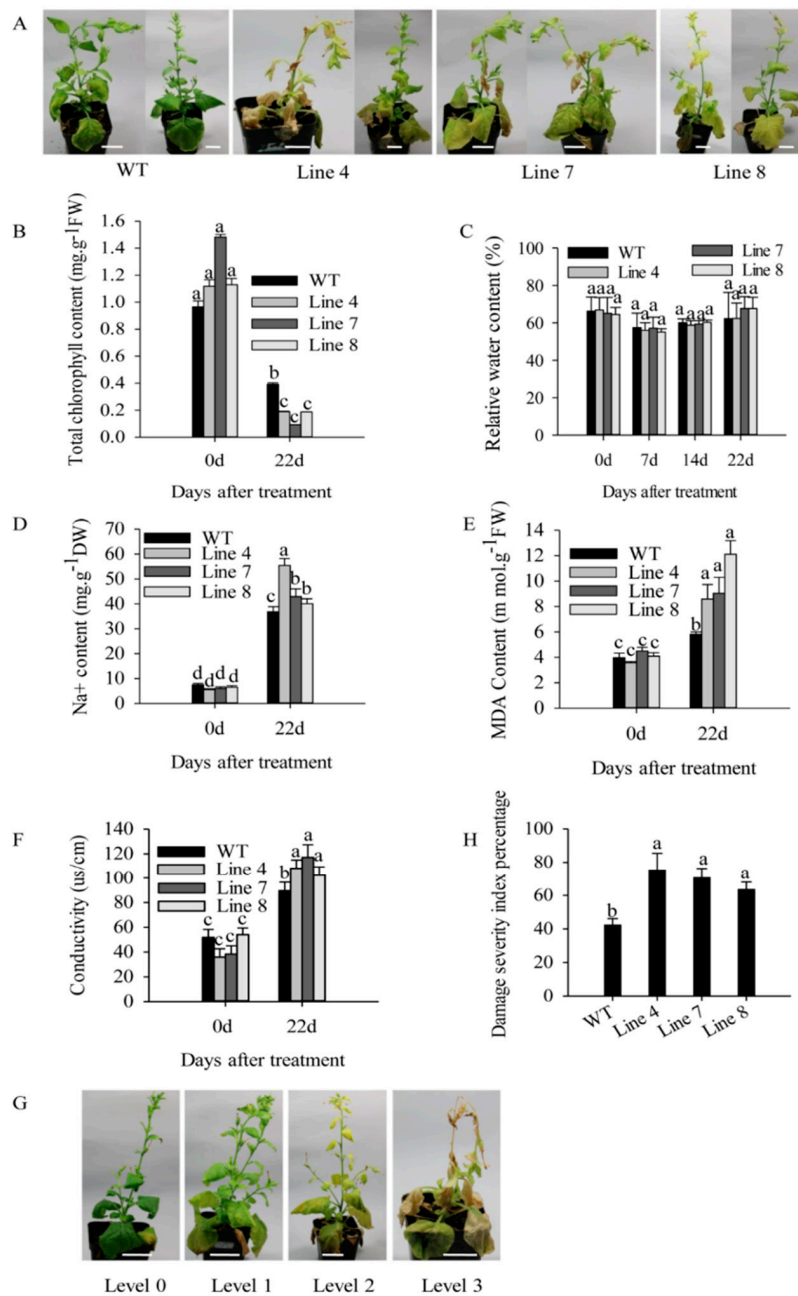 A
WT Line 4 Line 7 Line 8
B
Total chlorophyll content (mg.g-1FW)
1.6
1.4
1.2
1.0
0.8
0.6
0.4
0.2
0.0
a a a a
b c c c
WT
Line 4
Line 7
Line 8
0d 22d
Days after treatment
C
Relative water content (%)
100
80
60
40
20
0
WT
Line 4
Line 7
Line 8
a a a a a a a a a a a a a a a a
0d 7d 14d 22d
Days after treatment
D
Na+ content (mg.g-1DW)
70
60
50
40
30
20
10
0
WT
Line 4
Line 7
Line 8
d d d d
c a b b
0d 22d
Days after treatment
E
MDA Content (m mol.g-1FW)
14
12
10
8
6
4
2
0
WT
Line 4
Line 7
Line 8
c c c c
b a a a
0d 22d
Days after treatment
F
Conductivity (us/cm)
140
120
100
80
60
40
20
0
WT
Line 4
Line 7
Line 8
c c c c
b a a a
0d 22d
Days after treatment
H
Damage severity index percentage
100
80
60
40
20
0
b a a a
WT Line 4 Line 7 Line 8
G
Level 0 Level 1 Level 2 Level 3